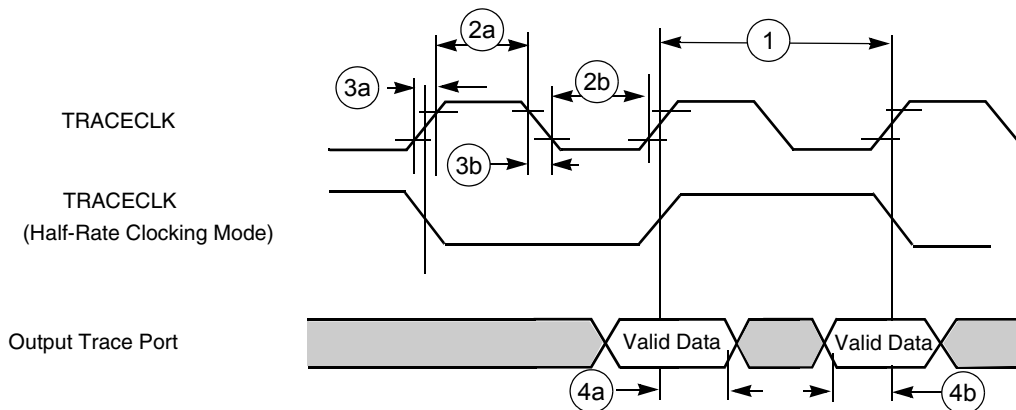 2a
1
3a
2b
TRACECLK
3b
TRACECLK
(Half-Rate Clocking Mode)
Output Trace Port
Valid Data
Valid Data
4a
4b